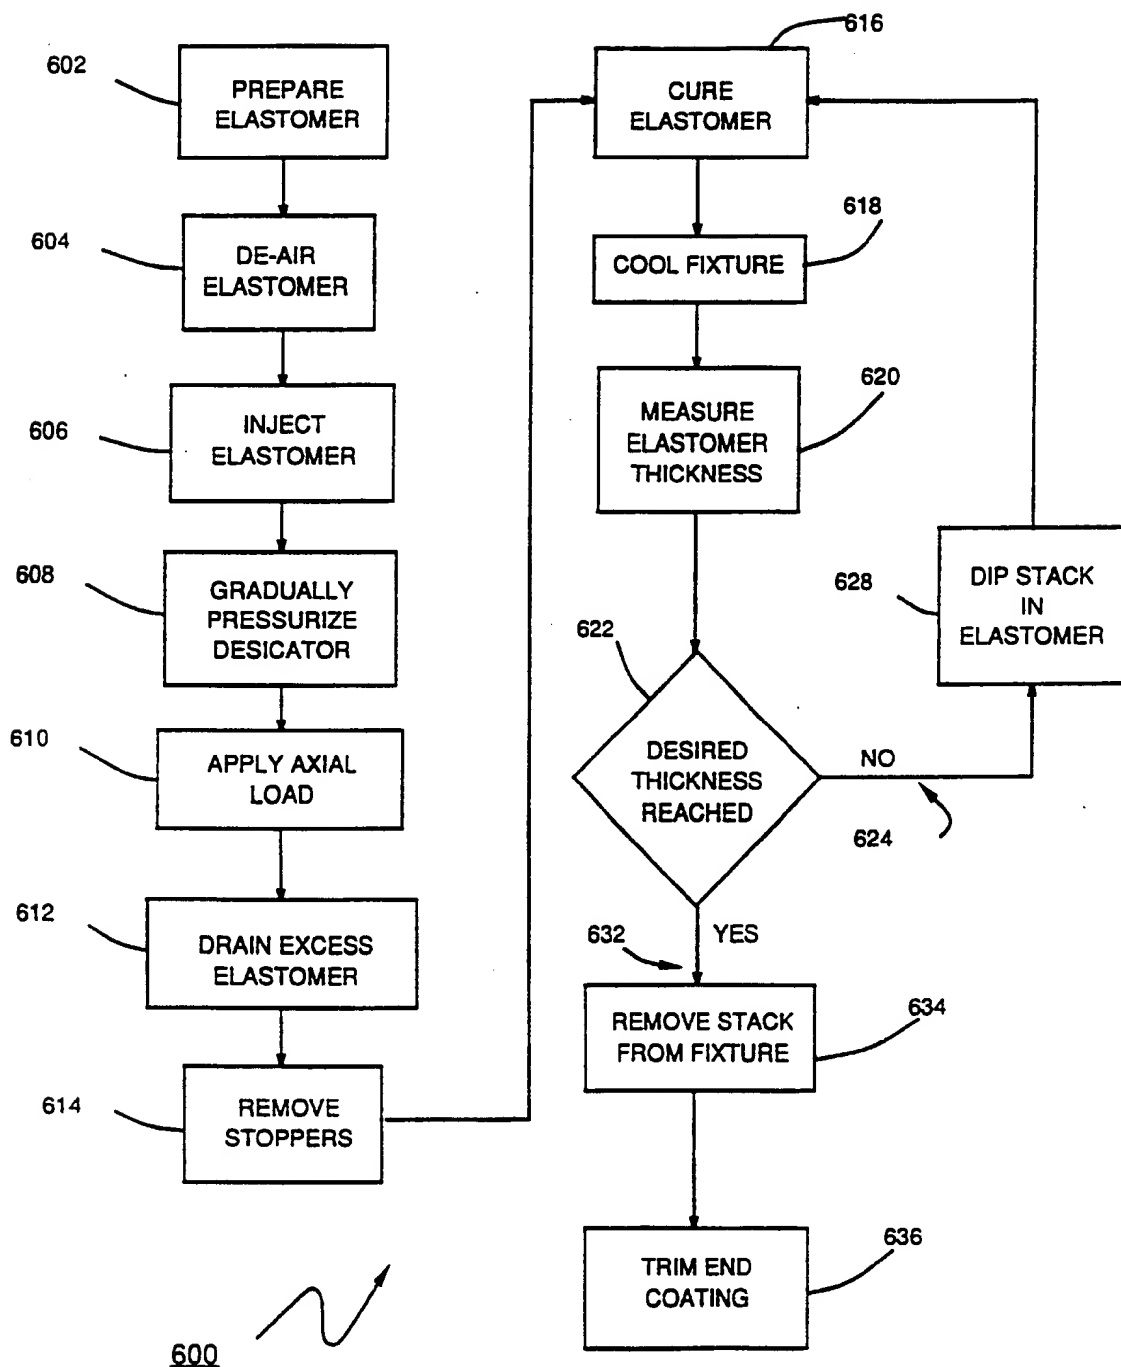 602
PREPARE
ELASTOMER
604
DE-AIR
ELASTOMER
606
INJECT
ELASTOMER
608
GRADUALLY
PRESSURIZE
DESICATOR
610
APPLY AXIAL
LOAD
612
DRAIN EXCESS
ELASTOMER
614
REMOVE
STOPPERS
616
CURE
ELASTOMER
618
COOL FIXTURE
620
MEASURE
ELASTOMER
THICKNESS
622
DESIRED
THICKNESS
REACHED
NO
624
628
DIP STACK
IN
ELASTOMER
YES
632
634
REMOVE STACK
FROM FIXTURE
636
TRIM END
COATING
600